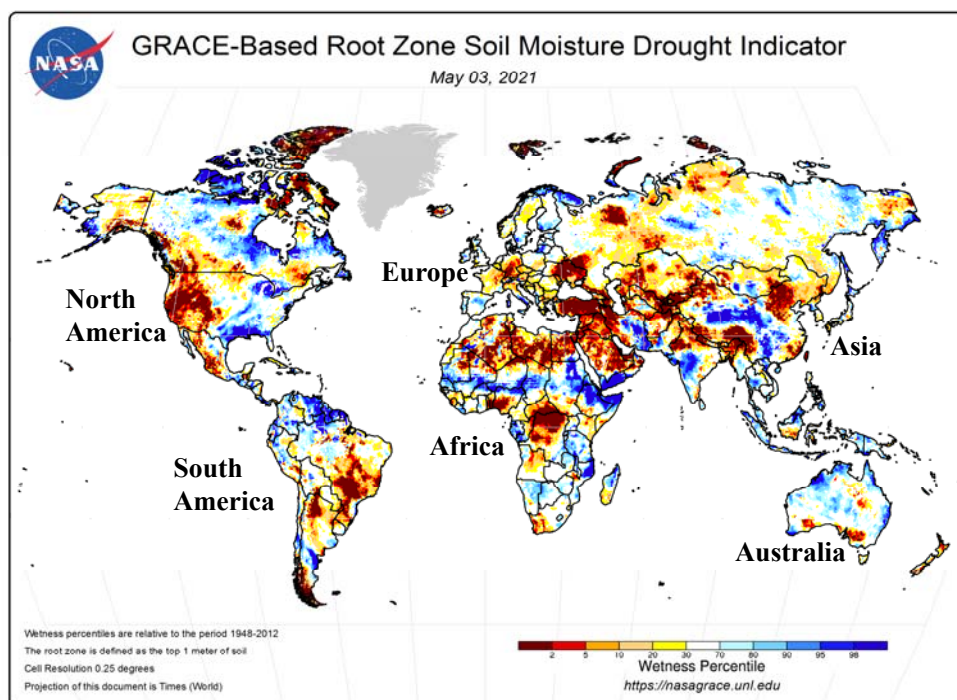 NASA
GRACE-Based Root Zone Soil Moisture Drought Indicator
May 03, 2021
Europe
North
America
Asia
Africa
South
America
Australia
Wetness percentiles are relative to the period 1948-2012
The root zone is defined as the top 1 meter of soil
Cell Resolution 0.25 degrees
Projection of this document is Times (World)
2 5 10 20 30 70 80 90 95 98
Wetness Percentile
https://nasagrace.unl.edu